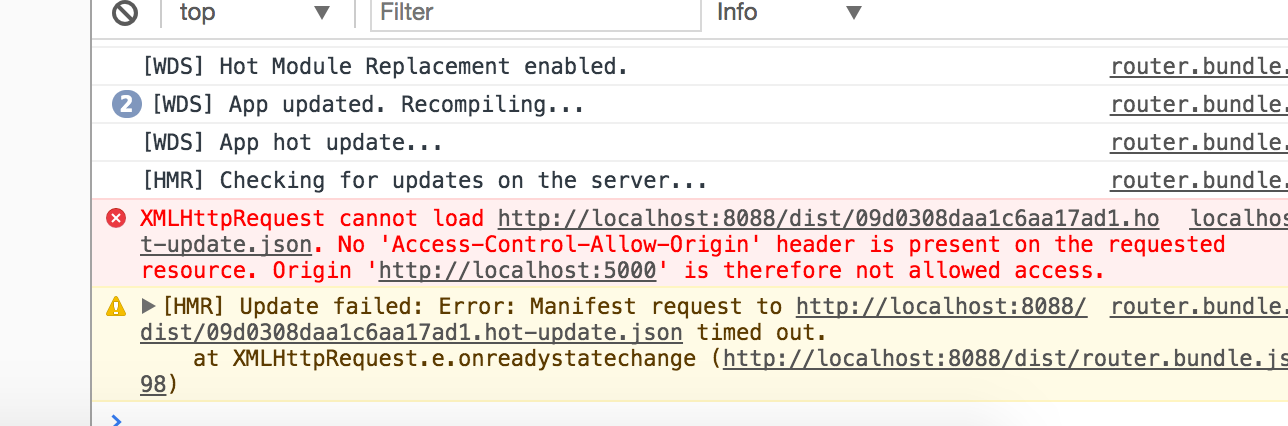 top Filter Info
[WDS] Hot Module Replacement enabled. router.bundle.
2 [WDS] App updated. Recompiling... router.bundle.
[WDS] App hot update... router.bundle.
[HMR] Checking for updates on the server... router.bundle.
XMLHttpRequest cannot load http://localhost:8088/dist/09d0308daa1c6aa17ad1.ho localhos
t-update.json. No 'Access-Control-Allow-Origin' header is present on the requested
resource. Origin 'http://localhost:5000' is therefore not allowed access.
[HMR] Update failed: Error: Manifest request to http://localhost:8088/ router.bundle.
dist/09d0308daa1c6aa17ad1.hot-update.json timed out.
at XMLHttpRequest.e.onreadystatechange (http://localhost:8088/dist/router.bundle.js
98)